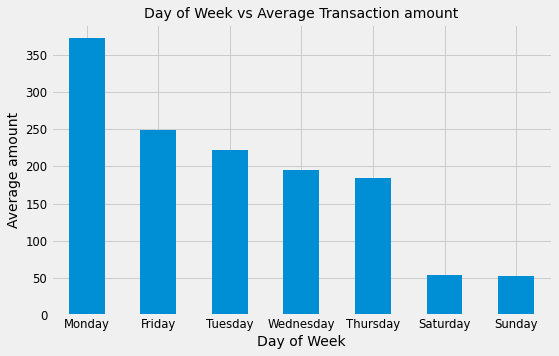 Day of Week vs Average Transaction amount
Average amount
350
300
250
200
150
100
50
0
Monday Friday Tuesday Wednesday Thursday Saturday Sunday
Day of Week